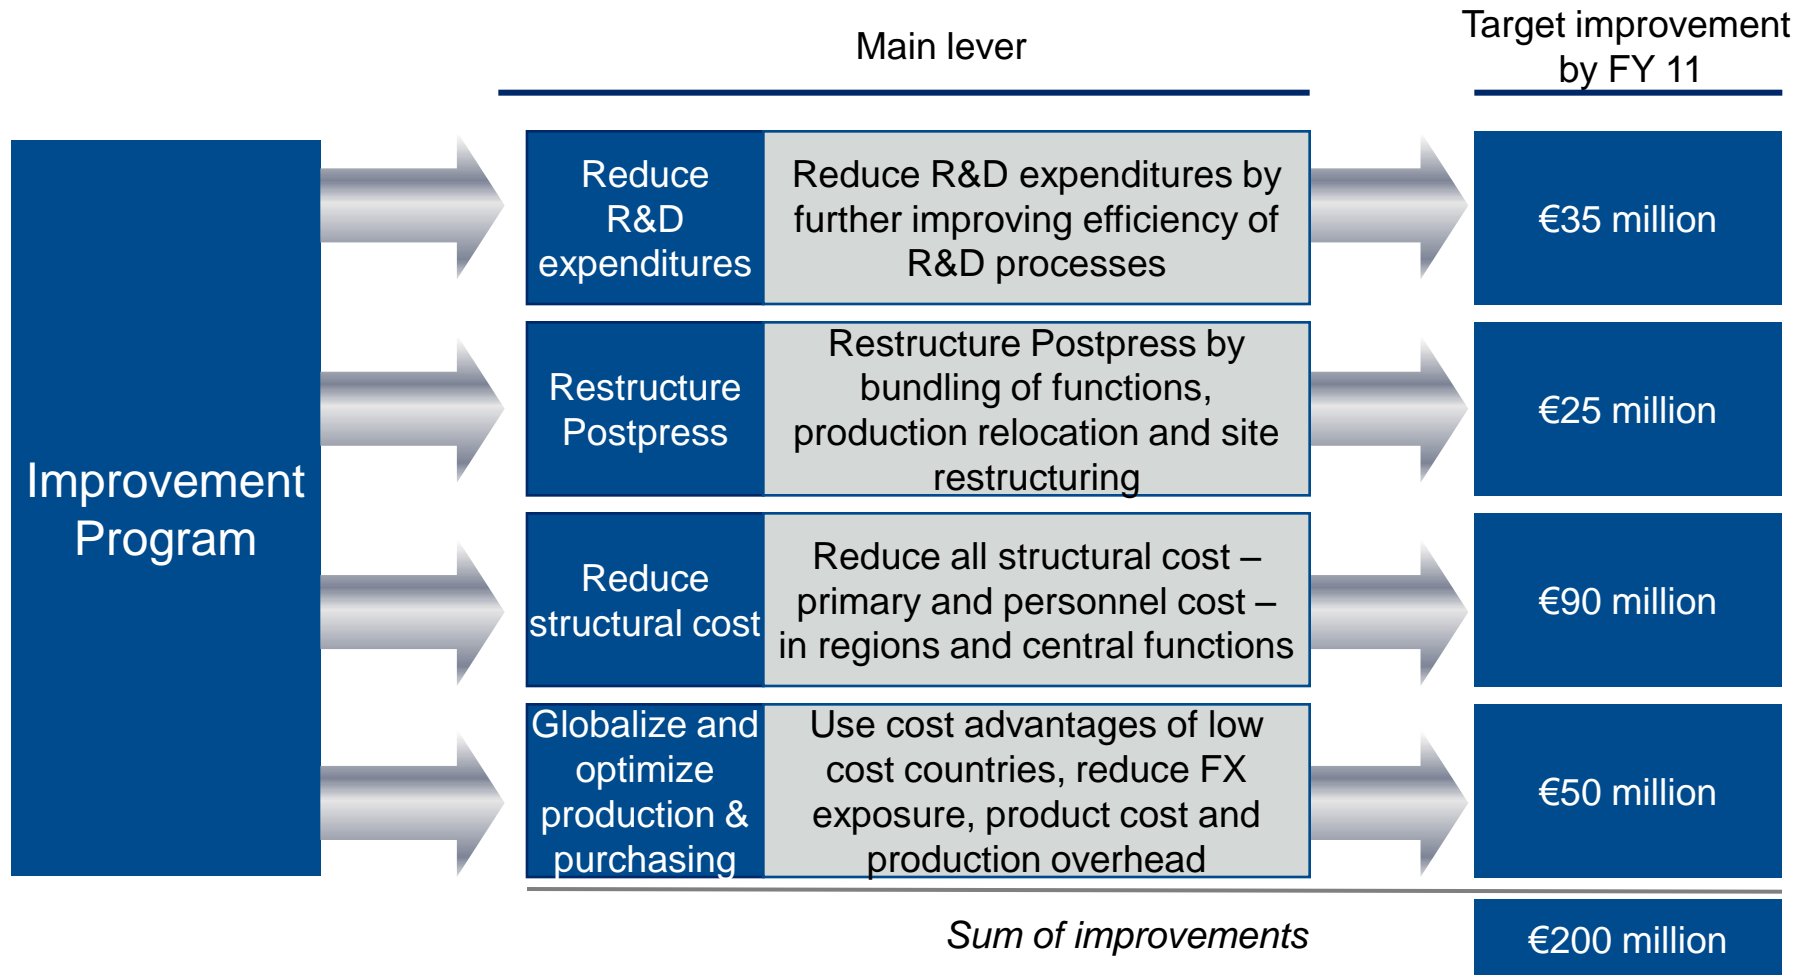 Main lever
Target improvement
by FY 11
Improvement
Program
Reduce
R&D
expenditures
Reduce R&D expenditures by
further improving efficiency of
R&D processes
€35 million
Restructure
Postpress
Restructure Postpress by
bundling of functions,
production relocation and site
restructuring
€25 million
Reduce
structural cost
Reduce all structural cost –
primary and personnel cost –
in regions and central functions
€90 million
Globalize and
optimize
production &
purchasing
Use cost advantages of low
cost countries, reduce FX
exposure, product cost and
production overhead
€50 million
Sum of improvements
€200 million